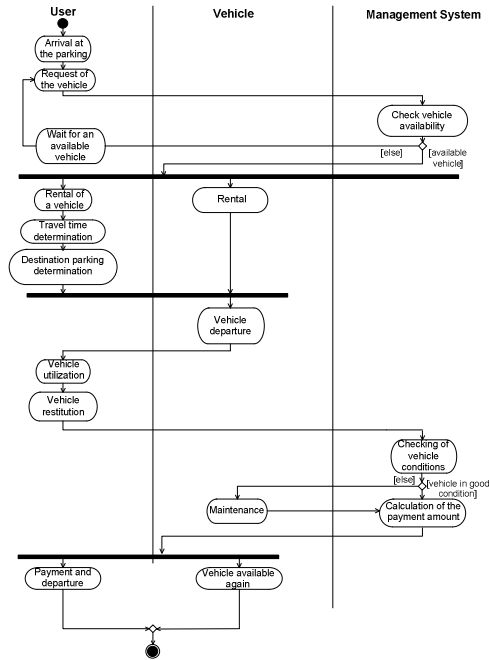 User
Vehicle
Management System
Arrival at
the parking
Request of
the vehicle
Check vehicle
availability
Wait for an
available
vehicle
[else]
[available
vehicle]
Rental of
a vehicle
Rental
Travel time
determination
Destination parking
determination
Vehicle
departure
Vehicle
utilization
Vehicle
restitution
Checking of
vehicle
conditions
[else]
[vehicle in good
condition]
Maintenance
Calculation of the
payment amount
Payment and
departure
Vehicle available
again